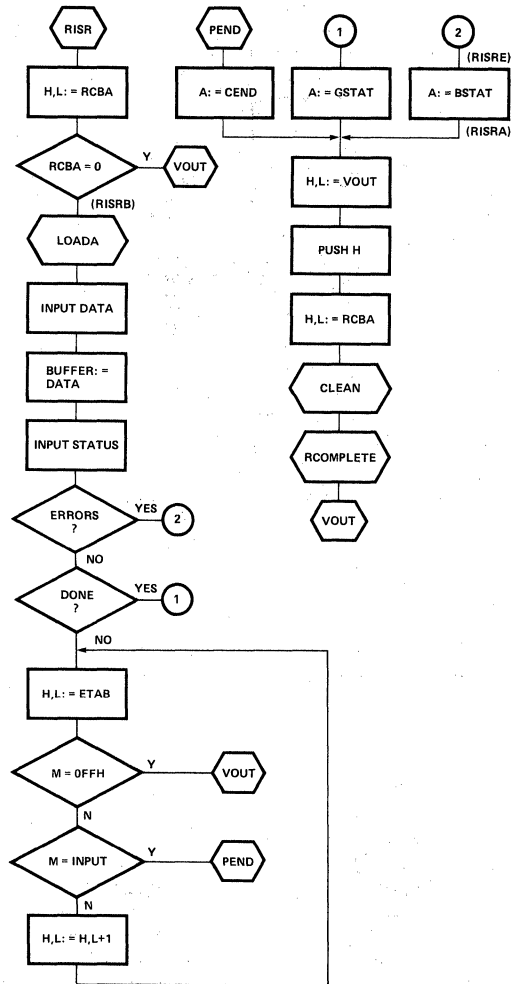 RISR
H,L: = RCBA
RCBA = 0
Y
VOUT
(RISRB)
LOADA
INPUT DATA
BUFFER: =
DATA
INPUT STATUS
ERRORS
?
YES
2
NO
DONE
?
YES
1
NO
H,L: = ETAB
M = 0FFH
Y
VOUT
N
M = INPUT
Y
PEND
N
H,L: = H,L+1
PEND
A: = CEND
1
A: = GSTAT
2
(RISRE)
A: = BSTAT
(RISRA)
H,L: = VOUT
PUSH H
H,L: = RCBA
CLEAN
RCOMPLETE
VOUT